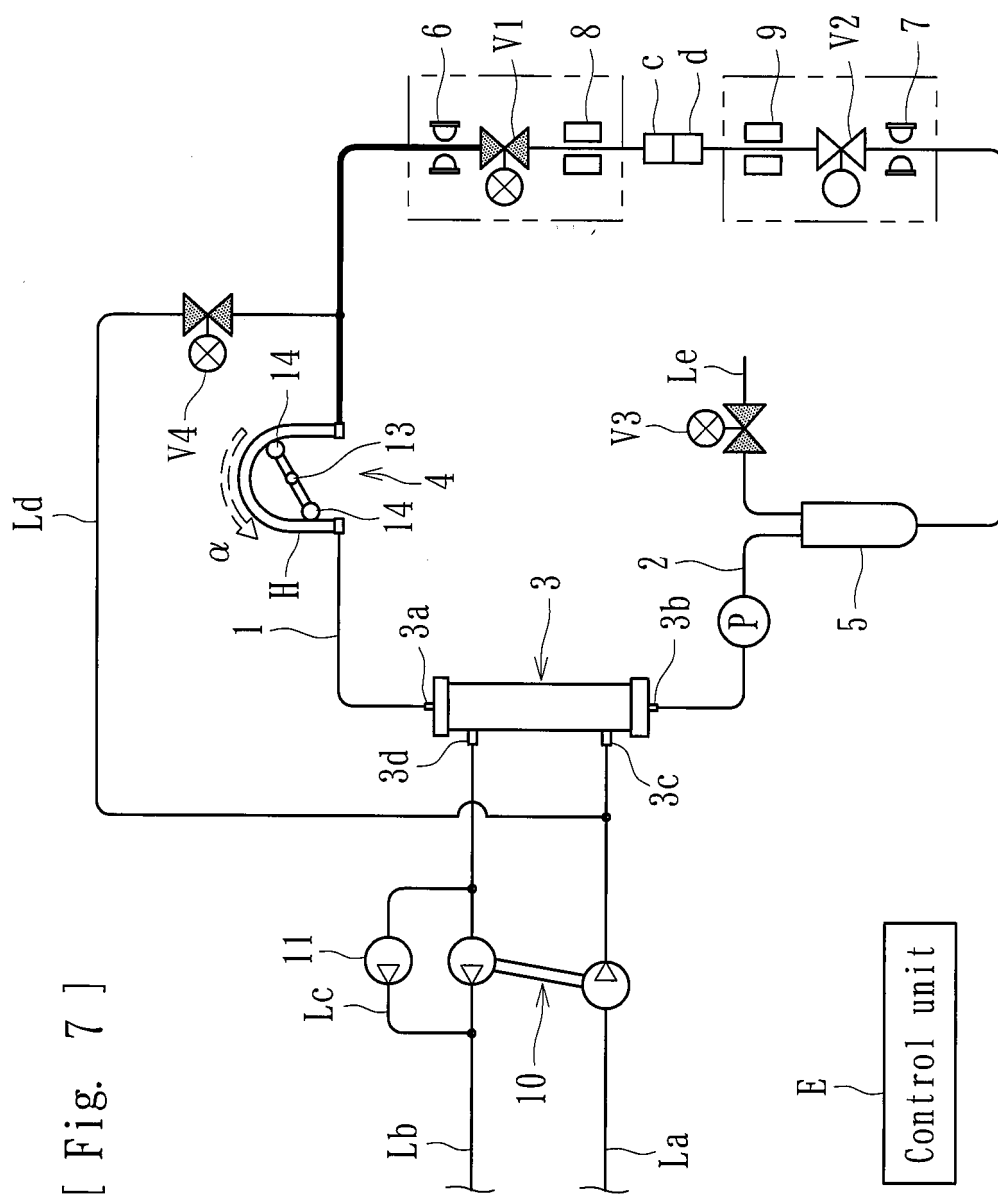 [ Fig. 7 ]
Ld
V4
14
α
H
1
13
4
14
6
V1
8
c
d
9
V2
7
3a
3
3b
3d
3c
2
P
5
V3
Le
11
Lc
10
Lb
La
E
Control unit